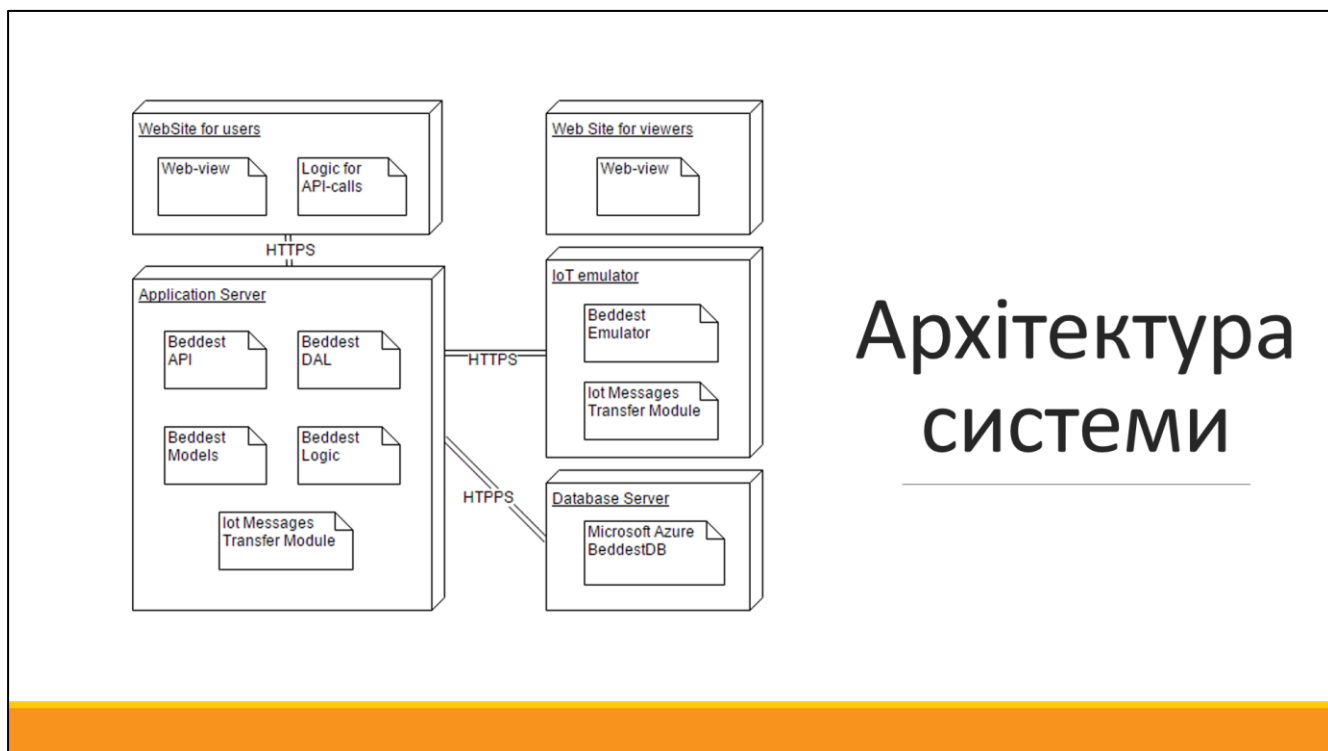 WebSite for users
Web-view
Logic for
API-calls
Web Site for viewers
Web-view
HTTPS
Application Server
Beddest
API
Beddest
DAL
Beddest
Models
Beddest
Logic
Iot Messages
Transfer Module
HTTPS
IoT emulator
Beddest
Emulator
Iot Messages
Transfer Module
HTPPS
Database Server
Microsoft Azure
BeddestDB
Архітектура
системи